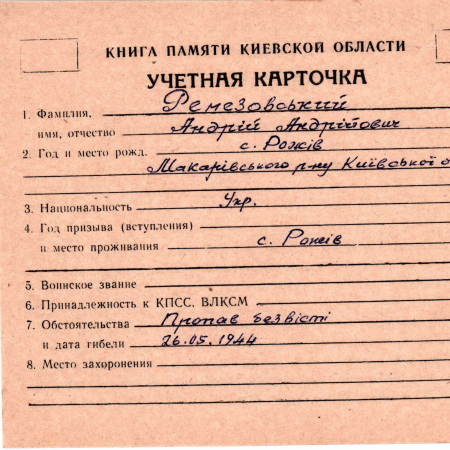 КНИГА ПАМЯТИ КИЕВСКОЙ ОБЛАСТИ
УЧЕТНАЯ КАРТОЧКА
1. Фамилия, Ремезовський
имя, отчество Андрій Андрійович
2. Год и место рожд. с. Рожів
Макарівського р-ну Київської о
3. Национальность Укр.
4. Год призыва (вступления)
и место проживания с. Рожів
5. Воинское звание
6. Принадлежность к КПСС, ВЛКСМ
7. Обстоятельства Пропав безвісті
и дата гибели 26.05.1944
8. Место захоронения